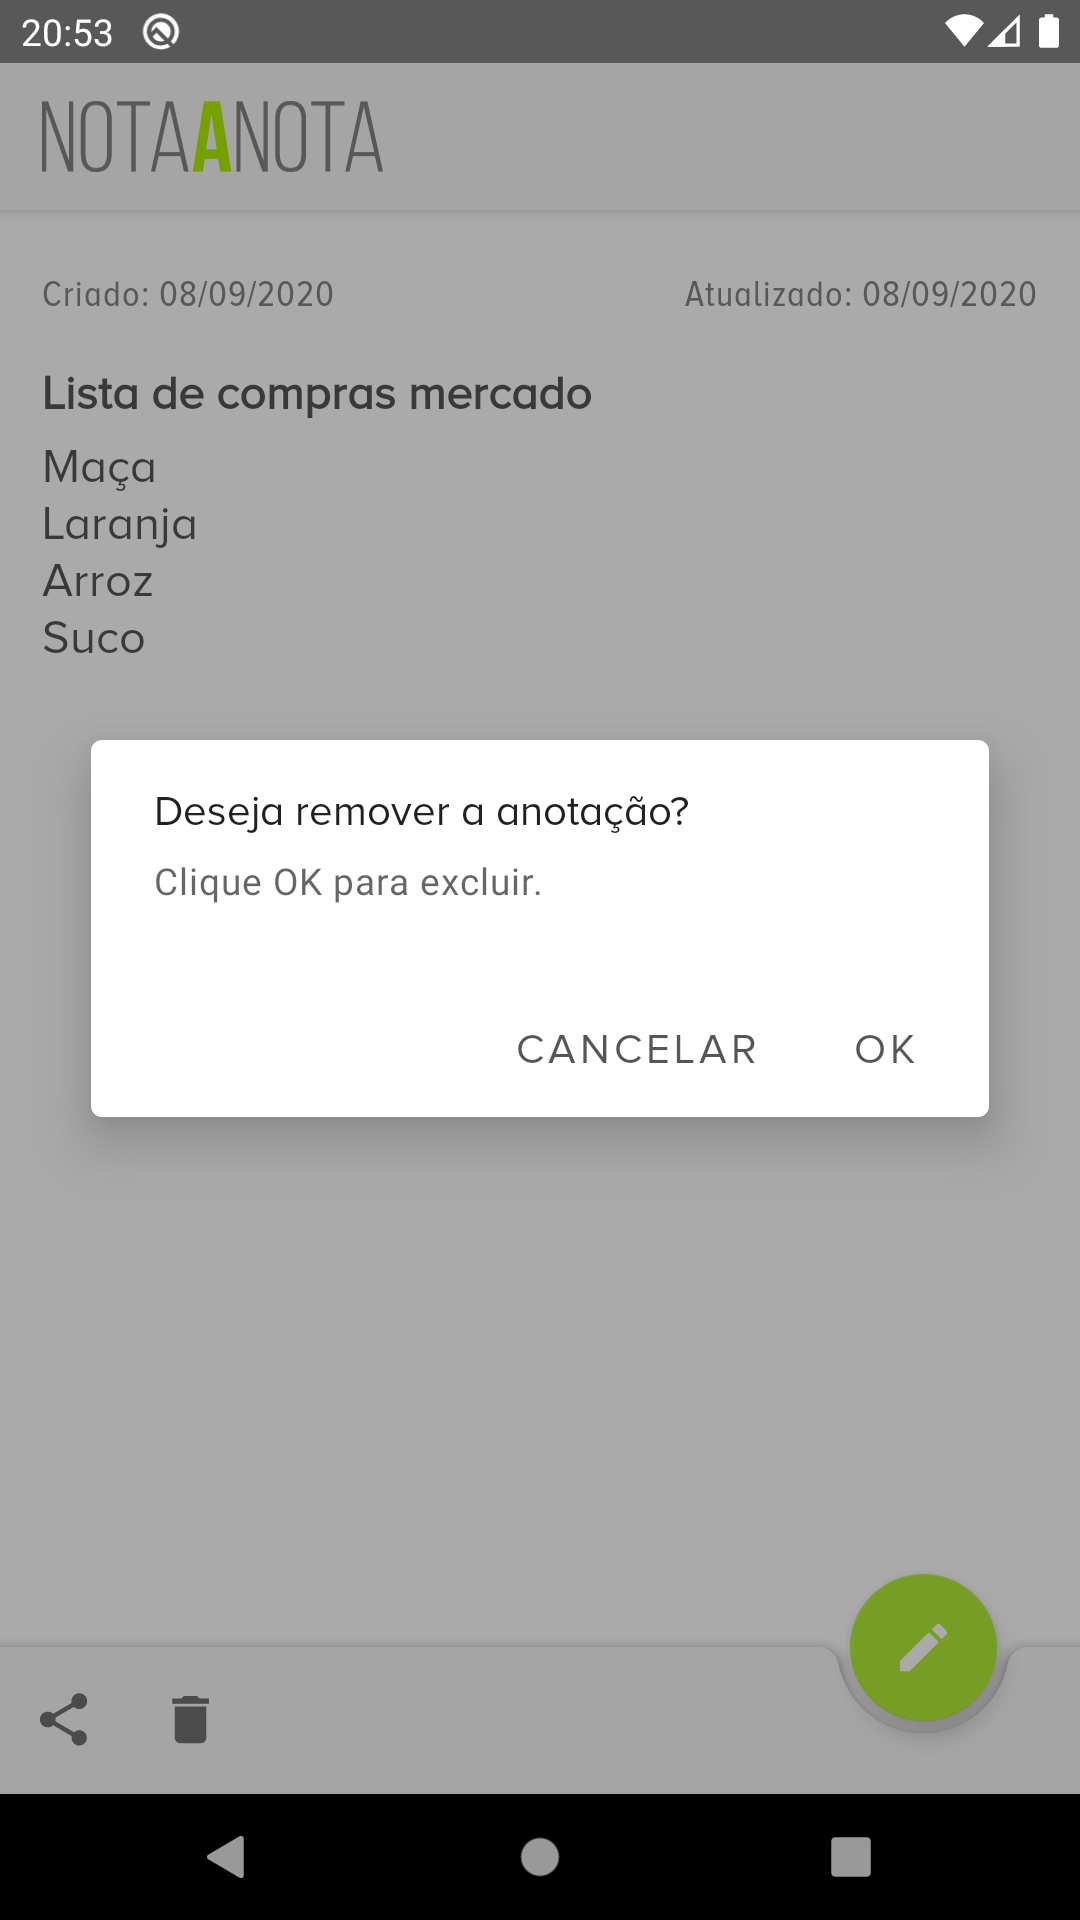 20:53
NOTAANOTA
Criado: 08/09/2020
Atualizado: 08/09/2020
Lista de compras mercado
Maça
Laranja
Arroz
Suco
Deseja remover a anotação?
Clique OK para excluir.
CANCELAR
OK